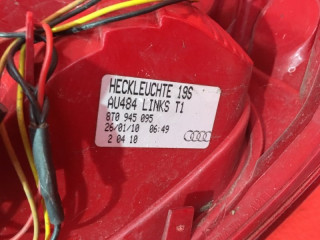 HECKLEUCHTE 19S
AU484 LINKS T1
8T0 945 095
26/01/10 06:49
2 04 10